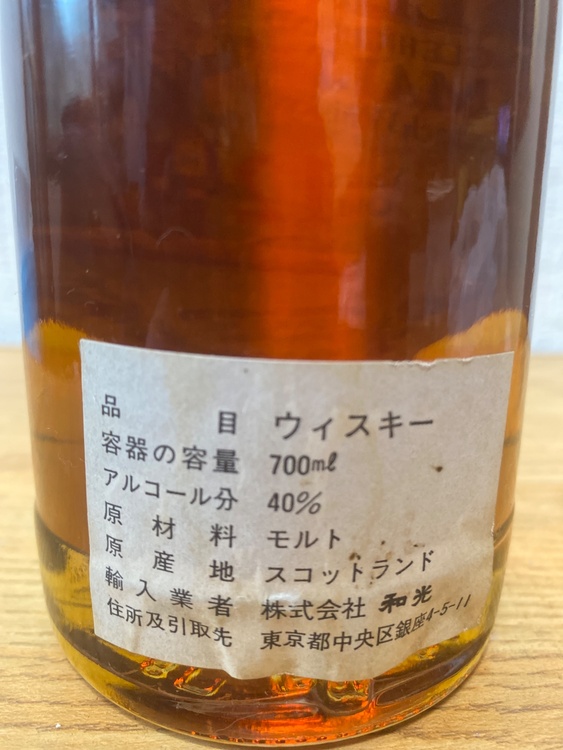 品目 ウィスキー
容器の容量 700ml
アルコール分 40%
原材料 モルト
原産地 スコットランド
輸入業者 株式会社 和光
住所及引取先 東京都中央区銀座4-5-11